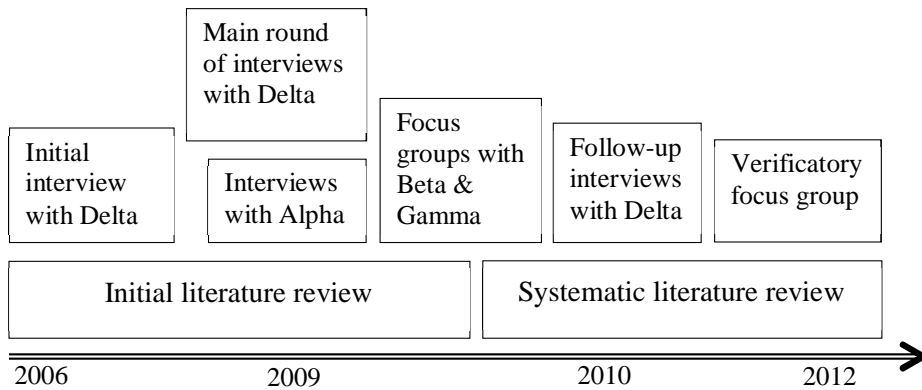 Main round
of interviews
with Delta
Initial
interview
with Delta
Interviews
with Alpha
Focus
groups with
Beta &
Gamma
Follow-up
interviews
with Delta
Verificatory
focus group
Initial literature review
Systematic literature review
2006
2009
2010
2012